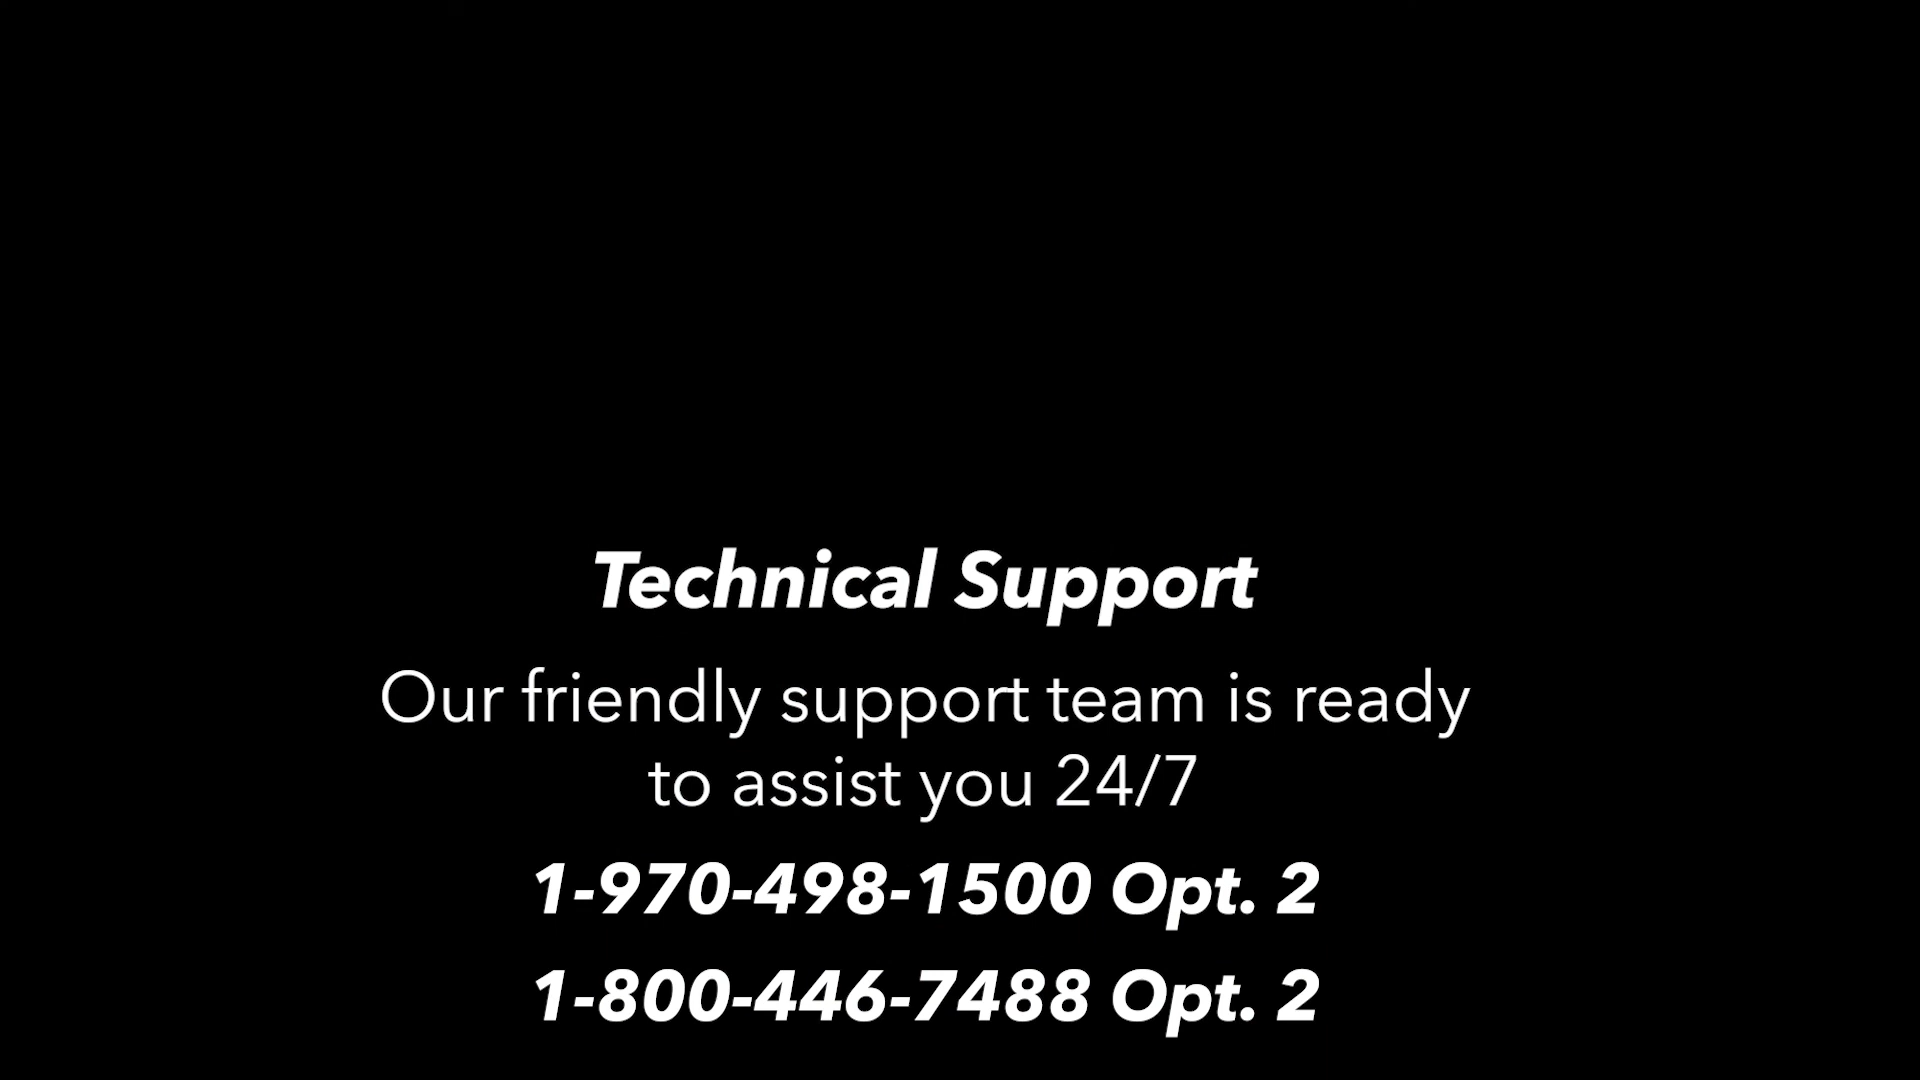 Technical Support
Our friendly support team is ready
to assist you 24/7
1-970-498-1500 Opt. 2
1-800-446-7488 Opt. 2